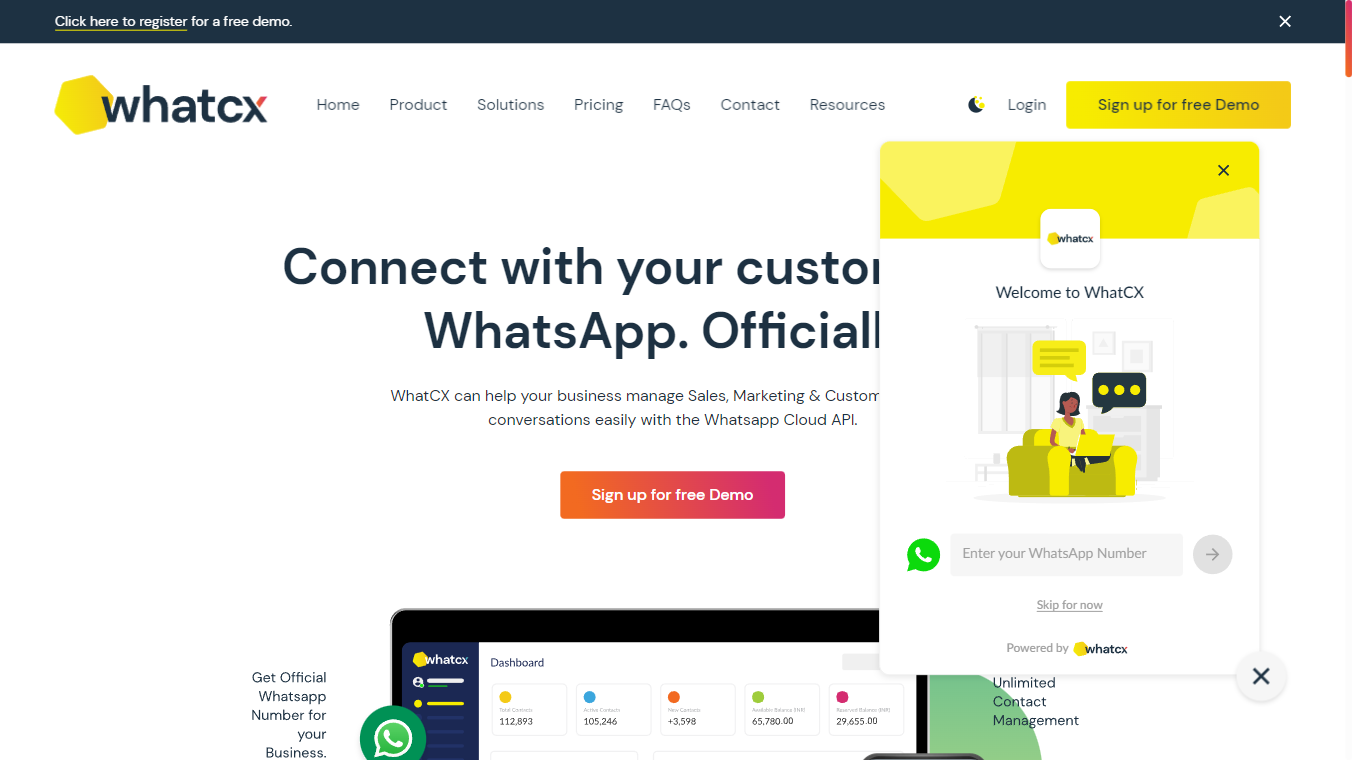 Click here to register for a free demo.
whatcx
Home Product Solutions Pricing FAQs Contact Resources Login Sign up for free Demo
Connect with your custo
WhatsApp. Official
WhatCX can help your business manage Sales, Marketing & Custom
conversations easily with the Whatsapp Cloud API.
Sign up for free Demo
whatcx
Welcome to WhatCX
Enter your WhatsApp Number
Skip for now
Powered by whatcx
Get Official
Whatsapp
Number for
your
Business.
whatcx
Dashboard
Total Contacts
112,893
Active Contacts
105,246
New Contacts
+3,598
Available Balance (INR)
65,780.00
Reserved Balance (INR)
29,655.00
Unlimited
Contact
Management